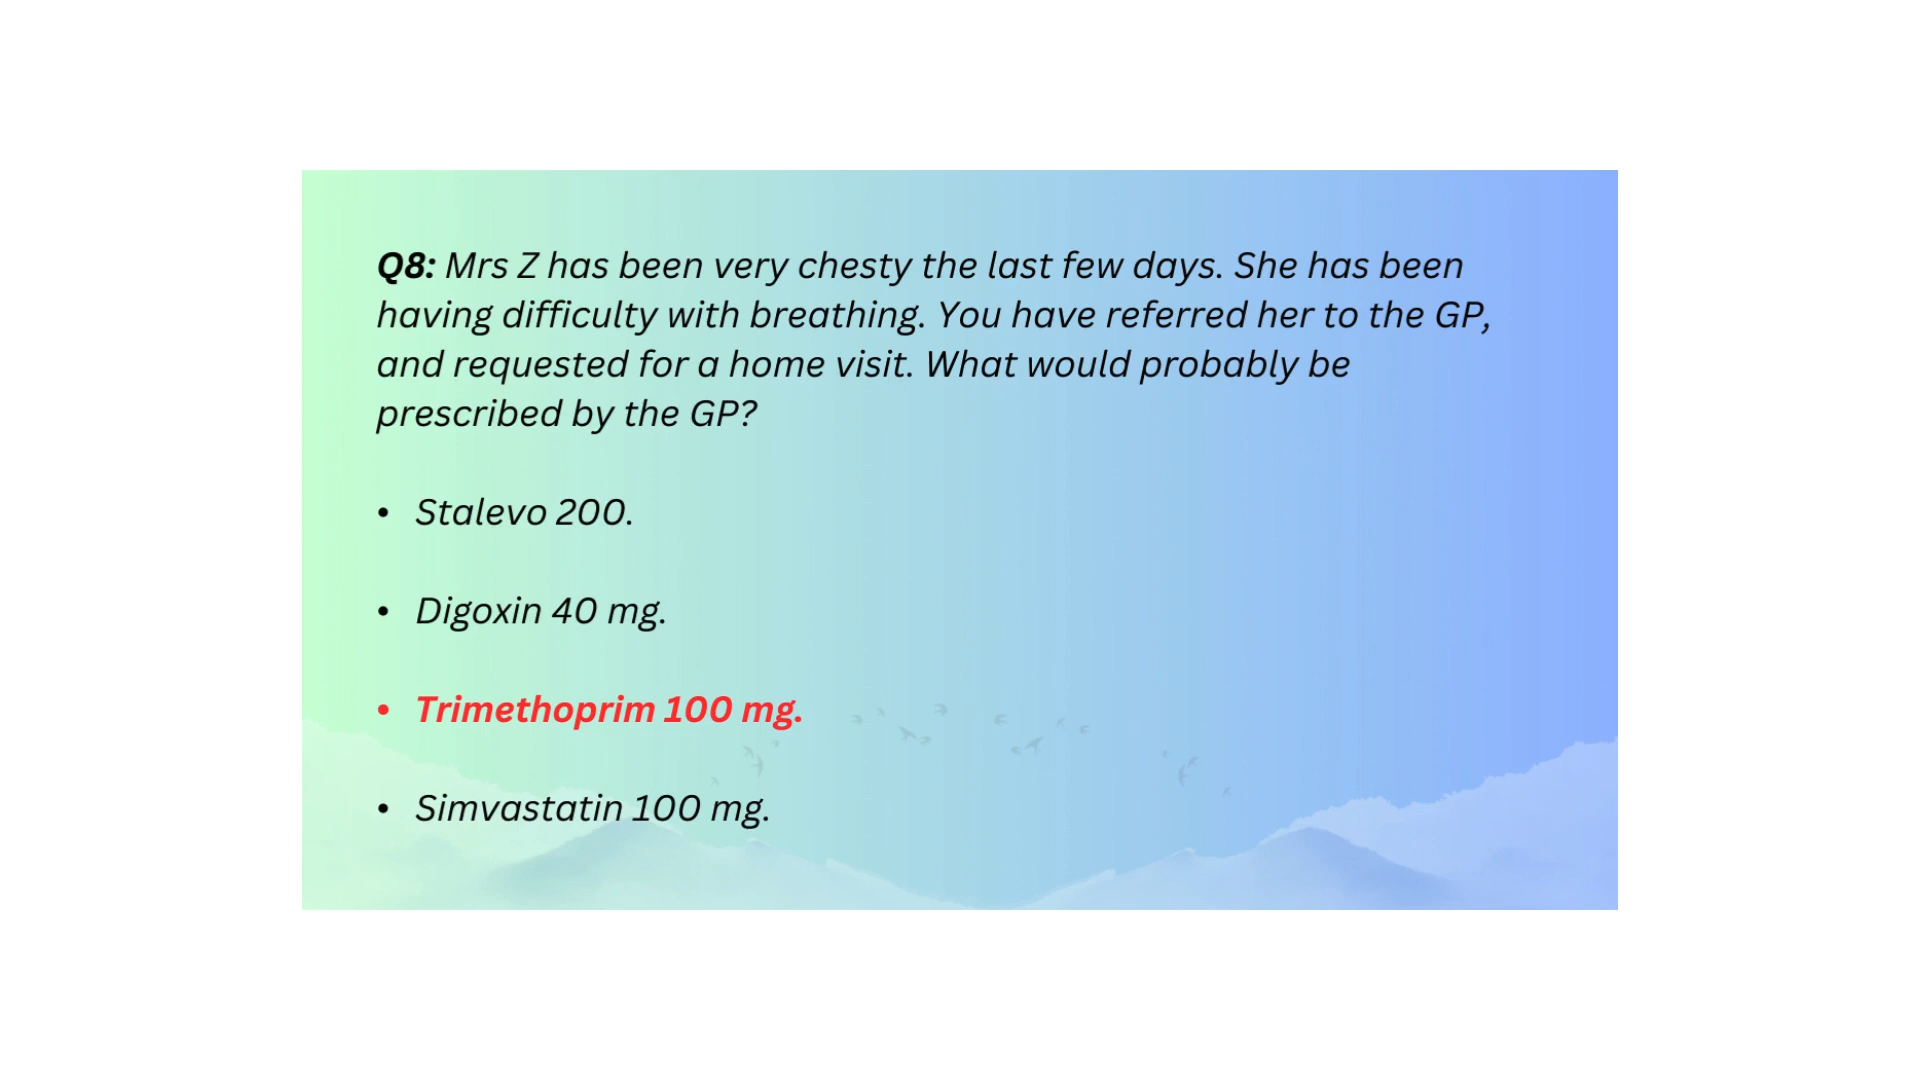 Q8: Mrs Z has been very chesty the last few days. She has been
having difficulty with breathing. You have referred her to the GP,
and requested for a home visit. What would probably be
prescribed by the GP?
• Stalevo 200.
• Digoxin 40 mg.
• Trimethoprim 100 mg.
• Simvastatin 100 mg.